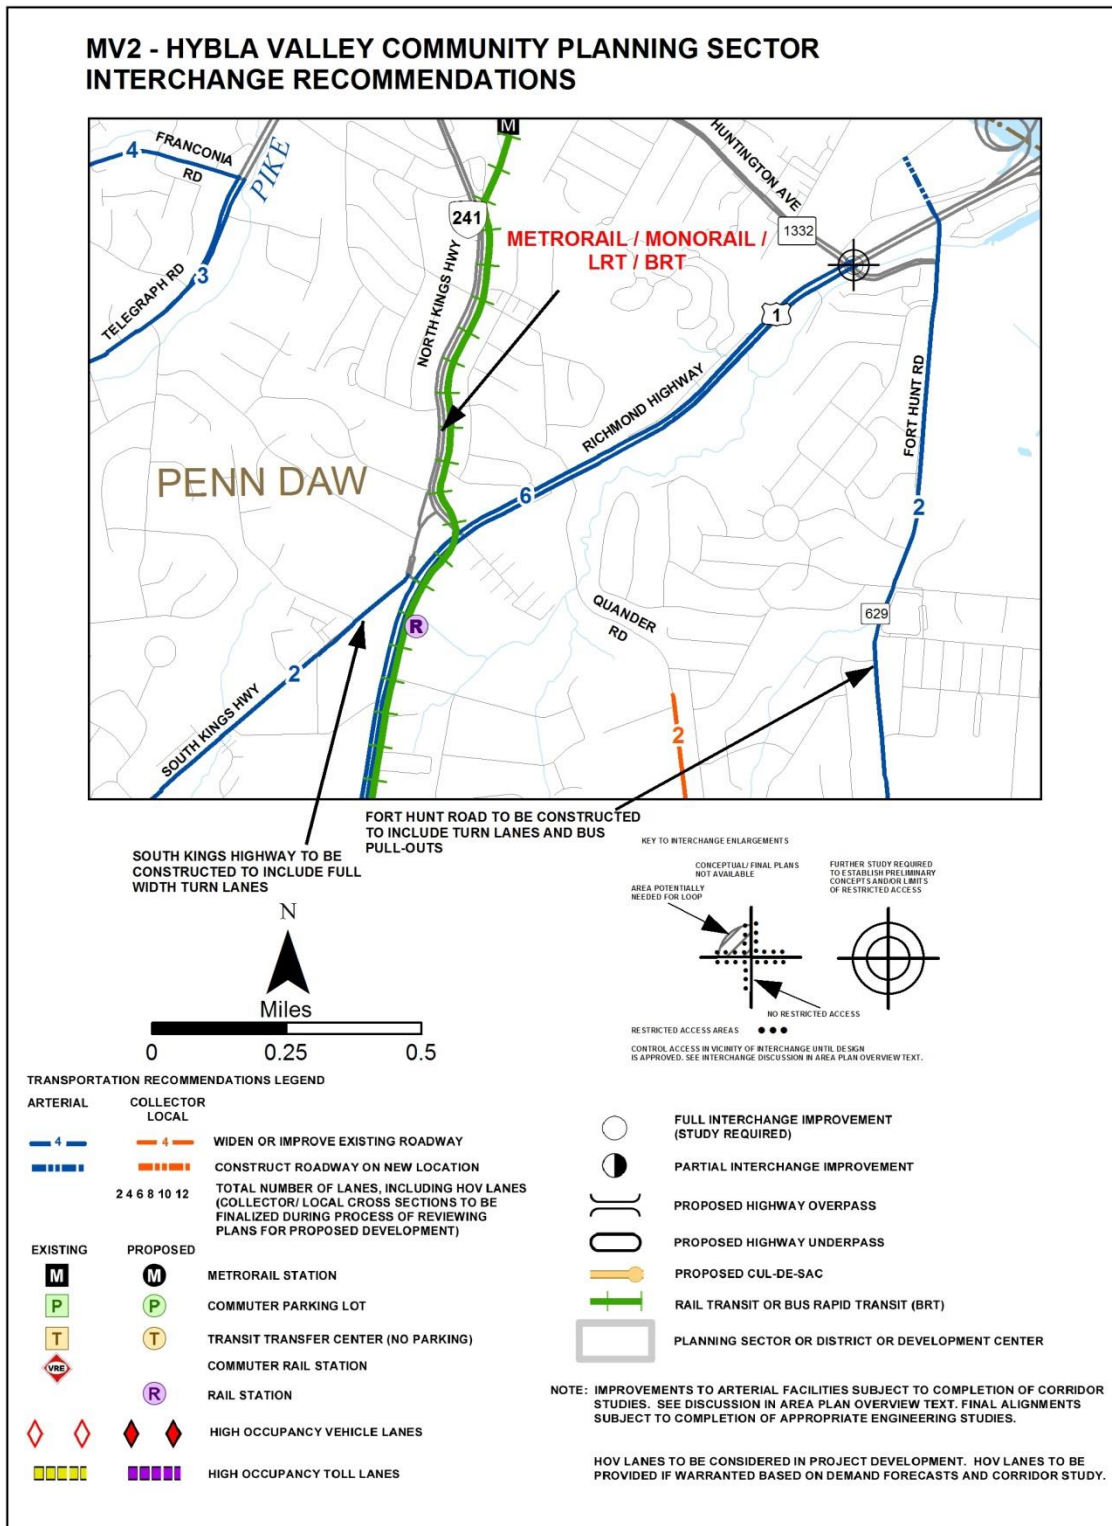 MV2 - HYBLA VALLEY COMMUNITY PLANNING SECTOR
INTERCHANGE RECOMMENDATIONS
M
FRANCONIA
RD
4
PIKE
TELEGRAPH RD
3
241
NORTH KINGS HWY
METRORAIL / MONORAIL /
LRT / BRT
HUNTINGTON AVE
1332
1
RICHMOND HIGHWAY
6
FORT HUNT RD
2
629
PENN DAW
R
QUANDER
RD
2
SOUTH KINGS HWY
2
SOUTH KINGS HIGHWAY TO BE
CONSTRUCTED TO INCLUDE FULL
WIDTH TURN LANES
FORT HUNT ROAD TO BE CONSTRUCTED
TO INCLUDE TURN LANES AND BUS
PULL-OUTS
KEY TO INTERCHANGE ENLARGEMENTS
CONCEPTUAL/ FINAL PLANS
NOT AVAILABLE
AREA POTENTIALLY
NEEDED FOR LOOP
FURTHER STUDY REQUIRED
TO ESTABLISH PRELIMINARY
CONCEPTS AND/OR LIMITS
OF RESTRICTED ACCESS
NO RESTRICTED ACCESS
RESTRICTED ACCESS AREAS
CONTROL ACCESS IN VICINITY OF INTERCHANGE UNTIL DESIGN
IS APPROVED. SEE INTERCHANGE DISCUSSION IN AREA PLAN OVERVIEW TEXT.
N
Miles
0 0.25 0.5
TRANSPORTATION RECOMMENDATIONS LEGEND
ARTERIAL
COLLECTOR
LOCAL
4 4 WIDEN OR IMPROVE EXISTING ROADWAY
CONSTRUCT ROADWAY ON NEW LOCATION
2 4 6 8 10 12 TOTAL NUMBER OF LANES, INCLUDING HOV LANES
(COLLECTOR/ LOCAL CROSS SECTIONS TO BE
FINALIZED DURING PROCESS OF REVIEWING
PLANS FOR PROPOSED DEVELOPMENT)
EXISTING PROPOSED
M M METRORAIL STATION
P P COMMUTER PARKING LOT
T T TRANSIT TRANSFER CENTER (NO PARKING)
VRE COMMUTER RAIL STATION
R RAIL STATION
HIGH OCCUPANCY VEHICLE LANES
HIGH OCCUPANCY TOLL LANES
FULL INTERCHANGE IMPROVEMENT
(STUDY REQUIRED)
PARTIAL INTERCHANGE IMPROVEMENT
PROPOSED HIGHWAY OVERPASS
PROPOSED HIGHWAY UNDERPASS
PROPOSED CUL-DE-SAC
RAIL TRANSIT OR BUS RAPID TRANSIT (BRT)
PLANNING SECTOR OR DISTRICT OR DEVELOPMENT CENTER
NOTE: IMPROVEMENTS TO ARTERIAL FACILITIES SUBJECT TO COMPLETION OF CORRIDOR
STUDIES. SEE DISCUSSION IN AREA PLAN OVERVIEW TEXT. FINAL ALIGNMENTS
SUBJECT TO COMPLETION OF APPROPRIATE ENGINEERING STUDIES.
HOV LANES TO BE CONSIDERED IN PROJECT DEVELOPMENT. HOV LANES TO BE
PROVIDED IF WARRANTED BASED ON DEMAND FORECASTS AND CORRIDOR STUDY.